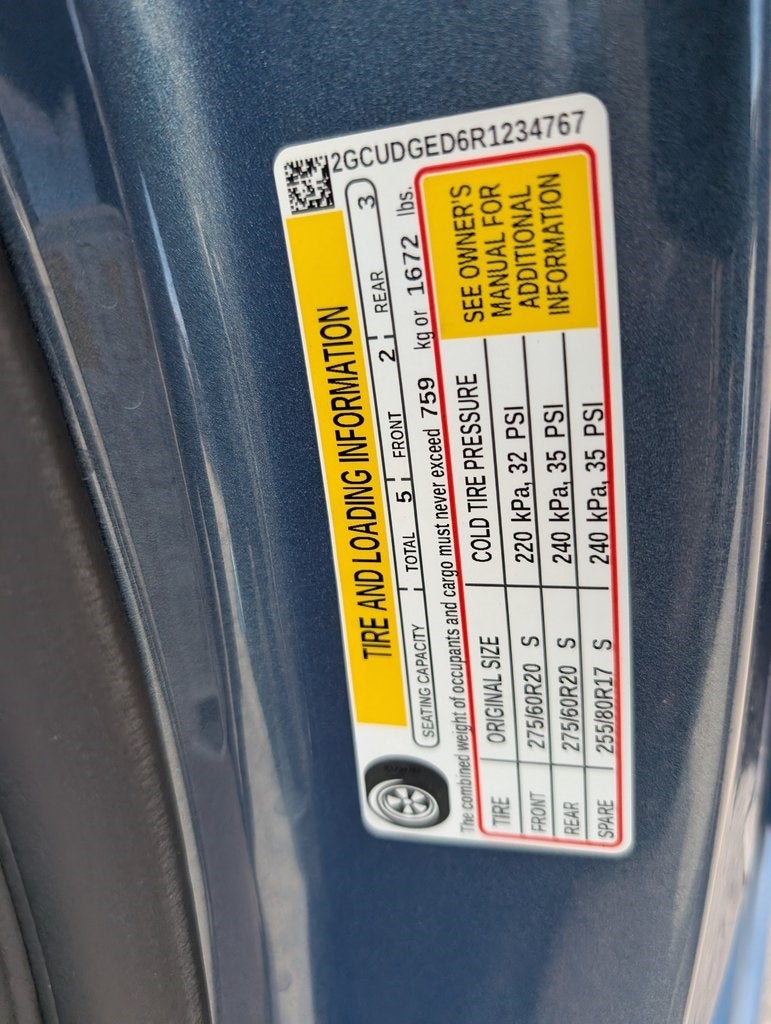 2GCUDGED6R1234767
TIRE AND LOADING INFORMATION
SEATING CAPACITY TOTAL 5 FRONT 2 REAR 3
The combined weight of occupants and cargo must never exceed 759 kg or 1672 lbs.
TIRE ORIGINAL SIZE COLD TIRE PRESSURE
FRONT 275/60R20 S 220 kPa, 32 PSI
REAR 275/60R20 S 240 kPa, 35 PSI
SPARE 255/80R17 S 240 kPa, 35 PSI
SEE OWNER'S
MANUAL FOR
ADDITIONAL
INFORMATION